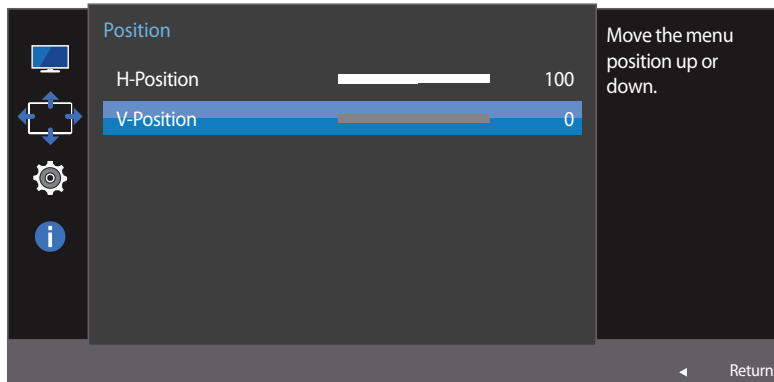 Position
H-Position 100
V-Position 0
Move the menu
position up or
down.
Return